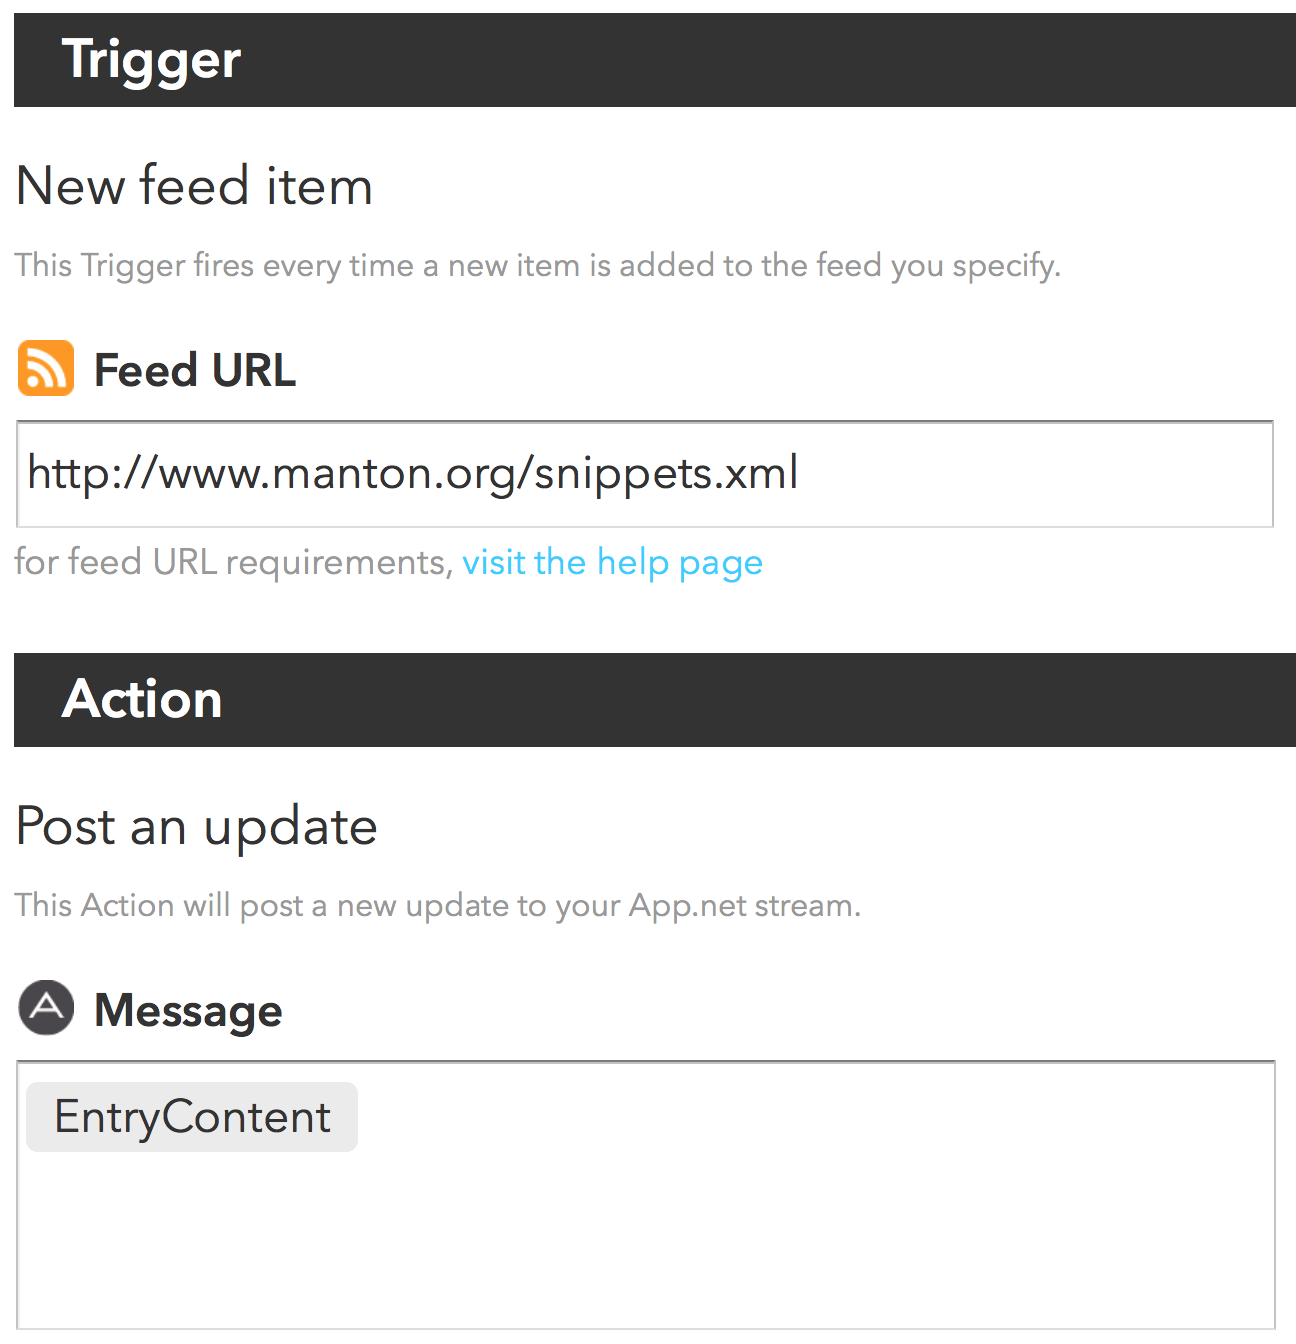 Trigger
New feed item
This Trigger fires every time a new item is added to the feed you specify.
Feed URL
http://www.manton.org/snippets.xml
for feed URL requirements, visit the help page
Action
Post an update
This Action will post a new update to your App.net stream.
Message
EntryContent